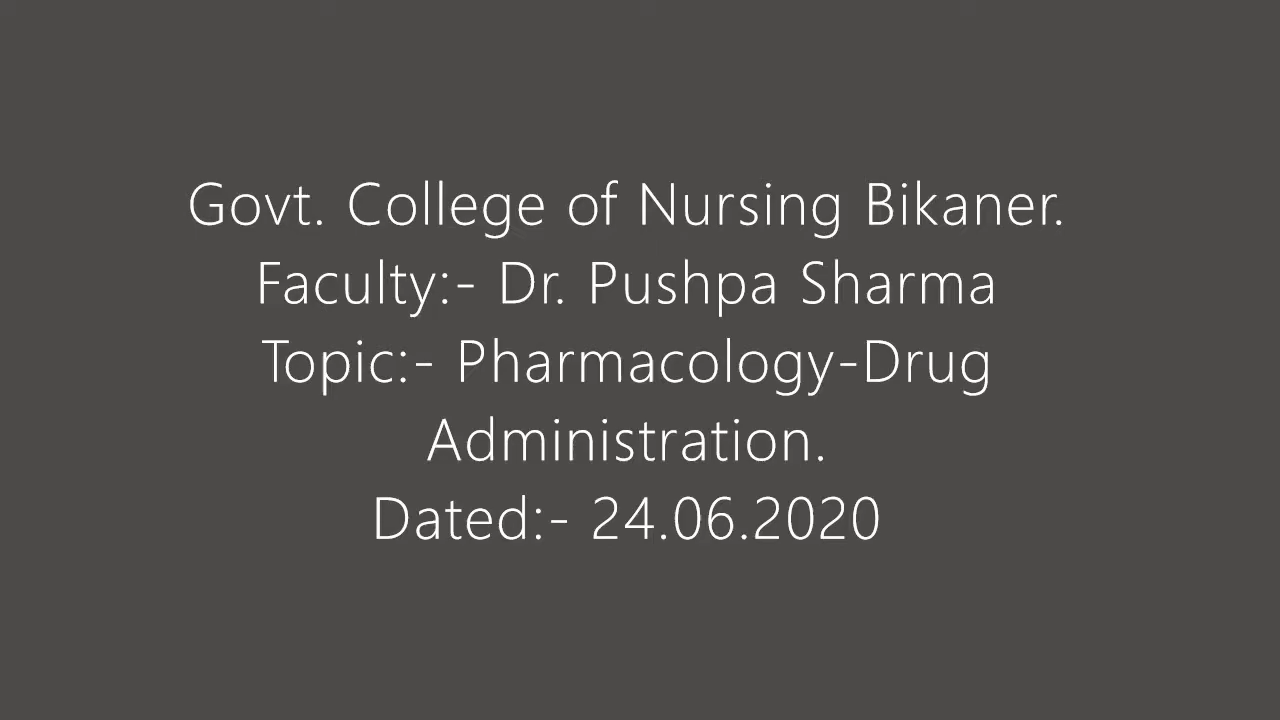 Govt. College of Nursing Bikaner.
Faculty:- Dr. Pushpa Sharma
Topic:- Pharmacology-Drug
Administration.
Dated:- 24.06.2020